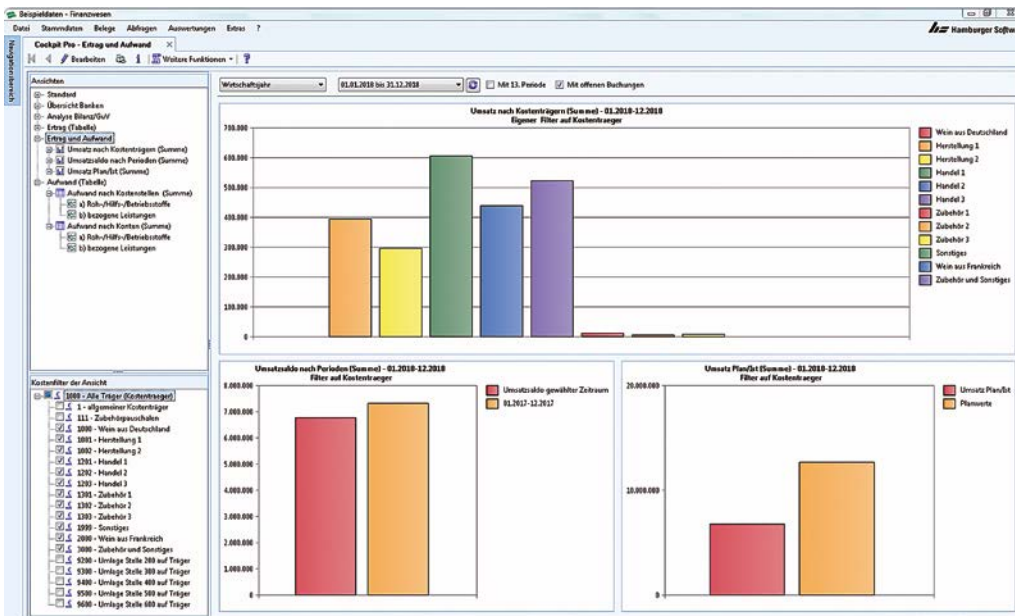 Beispieldaten - Finanzwesen
Datei Stammdaten Belege Abfragen Auswertungen Extras ?
Hamburger Softwa
Navigationsbereich
Cockpit Pro - Ertrag und Aufwand
Bearbeiten Weitere Funktionen ?
Ansichten
Standard
Übersicht Banken
Analyse Bilanz/GuV
Ertrag (Tabelle)
Ertrag und Aufwand
Umsatz nach Kostenträgern (Summe)
Umsatzsaldo nach Perioden (Summe)
Umsatz Plan/Ist (Summe)
Aufwand (Tabelle)
Aufwand nach Kostenstellen (Summe)
a) Roh-/Hilfs-/Betriebsstoffe
b) bezogene Leistungen
Aufwand nach Konten (Summe)
a) Roh-/Hilfs-/Betriebsstoffe
b) bezogene Leistungen
Kostenfilter der Ansicht
1000 - Alle Träger (Kostentraeger)
1 - allgemeiner Kostenträger
111 - Zubehörpauschalen
1000 - Wein aus Deutschland
1001 - Herstellung 1
1002 - Herstellung 2
1201 - Handel 1
1202 - Handel 2
1203 - Handel 3
1301 - Zubehör 1
1302 - Zubehör 2
1303 - Zubehör 3
1999 - Sonstiges
2000 - Wein aus Frankreich
3000 - Zubehör und Sonstiges
9200 - Umlage Stelle 200 auf Träger
9300 - Umlage Stelle 300 auf Träger
9400 - Umlage Stelle 400 auf Träger
9500 - Umlage Stelle 500 auf Träger
9600 - Umlage Stelle 600 auf Träger
Wirtschaftsjahr 01.01.2018 bis 31.12.2018 Mit 13. Periode Mit offenen Buchungen
Umsatz nach Kostenträgern (Summe) - 01.2018-12.2018
Eigener Filter auf Kostentraeger
700.000
600.000
500.000
400.000
300.000
200.000
100.000
0
Wein aus Deutschland
Herstellung 1
Herstellung 2
Handel 1
Handel 2
Handel 3
Zubehör 1
Zubehör 2
Zubehör 3
Sonstiges
Wein aus Frankreich
Zubehör und Sonstiges
Umsatzsaldo nach Perioden (Summe) - 01.2018-12.2018
Filter auf Kostentraeger
8.000.000
7.000.000
6.000.000
5.000.000
4.000.000
3.000.000
2.000.000
1.000.000
0
Umsatzsaldo gewählter Zeitraum
01.2017-12.2017
Umsatz Plan/Ist (Summe) - 01.2018-12.2018
Filter auf Kostentraeger
20.000.000
10.000.000
0
Umsatz Plan/Ist
Planwerte